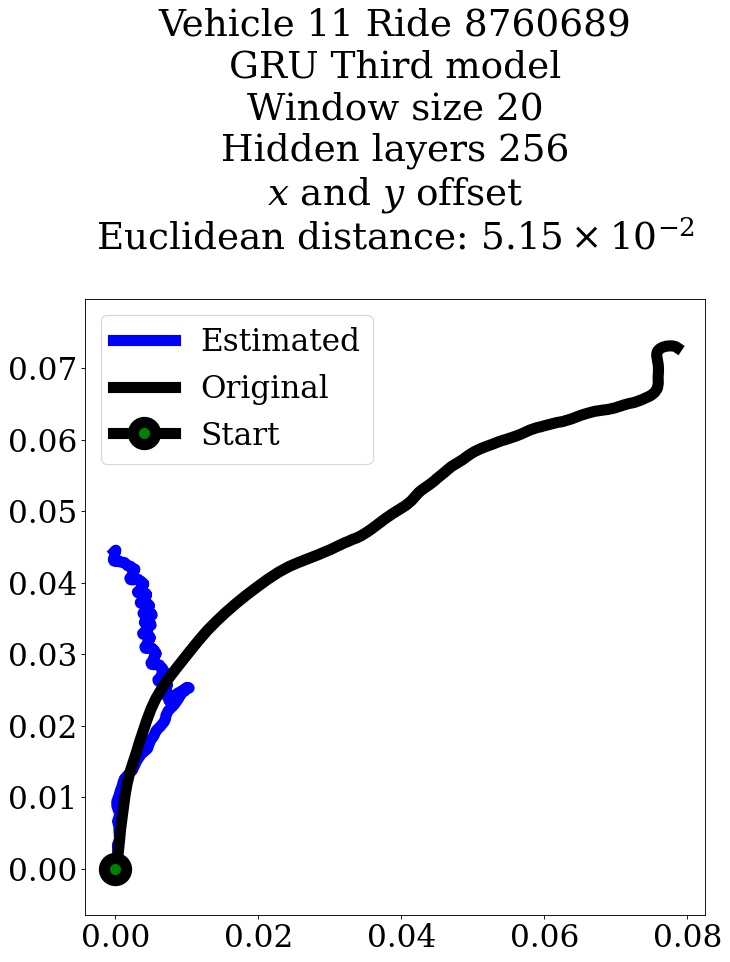 Vehicle 11 Ride 8760689
GRU Third model
Window size 20
Hidden layers 256
x and y offset
Euclidean distance: 5.15 × 10⁻²
Estimated
Original
Start
0.07
0.06
0.05
0.04
0.03
0.02
0.01
0.00
0.00 0.02 0.04 0.06 0.08